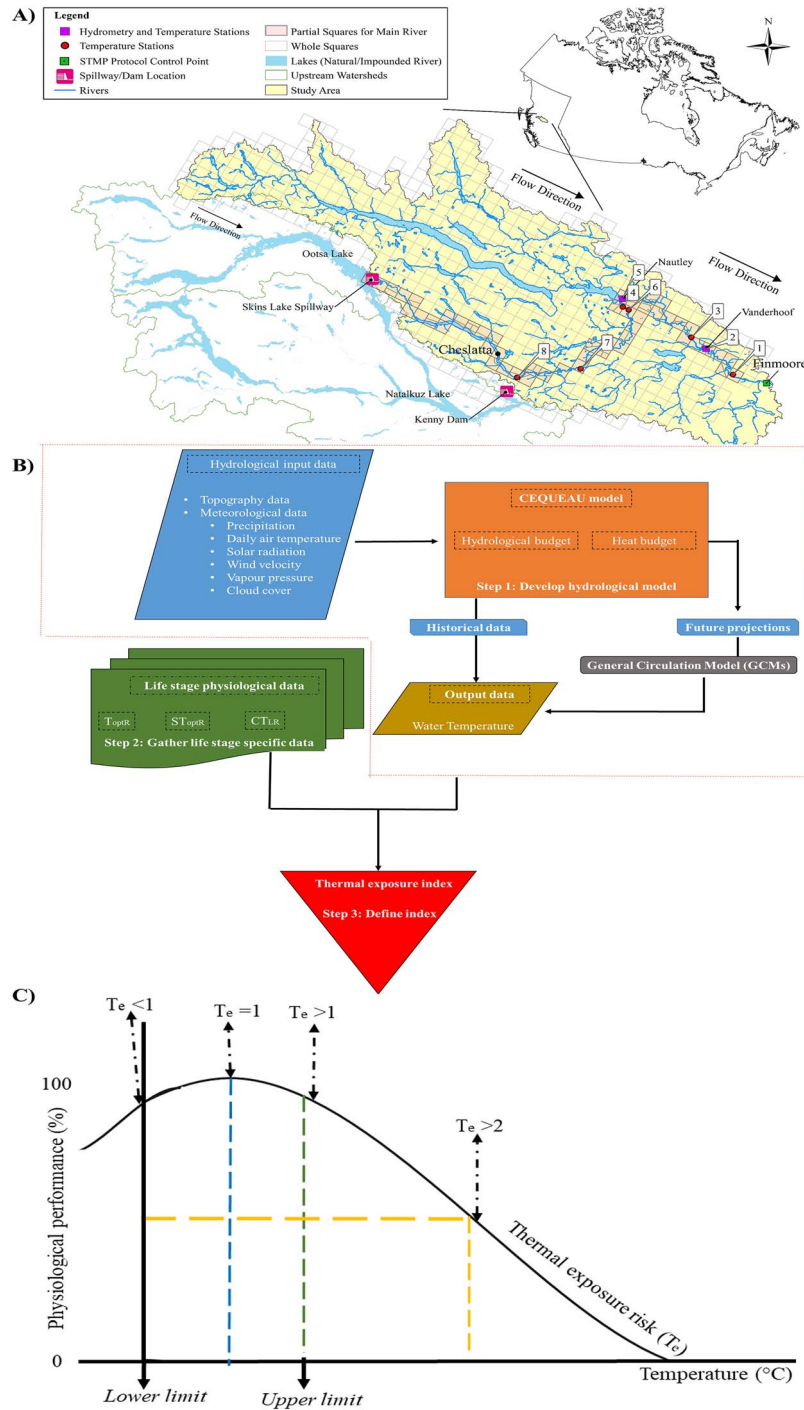 A)
Legend
Hydrometry and Temperature Stations
Temperature Stations
STMP Protocol Control Point
Spillway/Dam Location
Rivers
Partial Squares for Main River
Whole Squares
Lakes (Natural/Impounded River)
Upstream Watersheds
Study Area
N
Flow Direction
Flow Direction
Ootsa Lake
Skins Lake Spillway
Nautley
Flow Direction
5
4
6
3
Vanderhoof
2
1
Finmoore
Cheslatta
8
7
Natalkuz Lake
Kenny Dam
B)
Hydrological input data
• Topography data
• Meteorological data
• Precipitation
• Daily air temperature
• Solar radiation
• Wind velocity
• Vapour pressure
• Cloud cover
CEQUEAU model
Hydrological budget
Heat budget
Step 1: Develop hydrological model
Historical data
Future projections
General Circulation Model (GCMs)
Output data
Water Temperature
Life stage physiological data
ToptR
SToptR
CTLR
Step 2: Gather life stage specific data
Thermal exposure index
Step 3: Define index
C)
Te <1
Te =1
Te >1
Te >2
100
Physiological performance (%)
Thermal exposure risk (Te)
0
Temperature (°C)
Lower limit
Upper limit